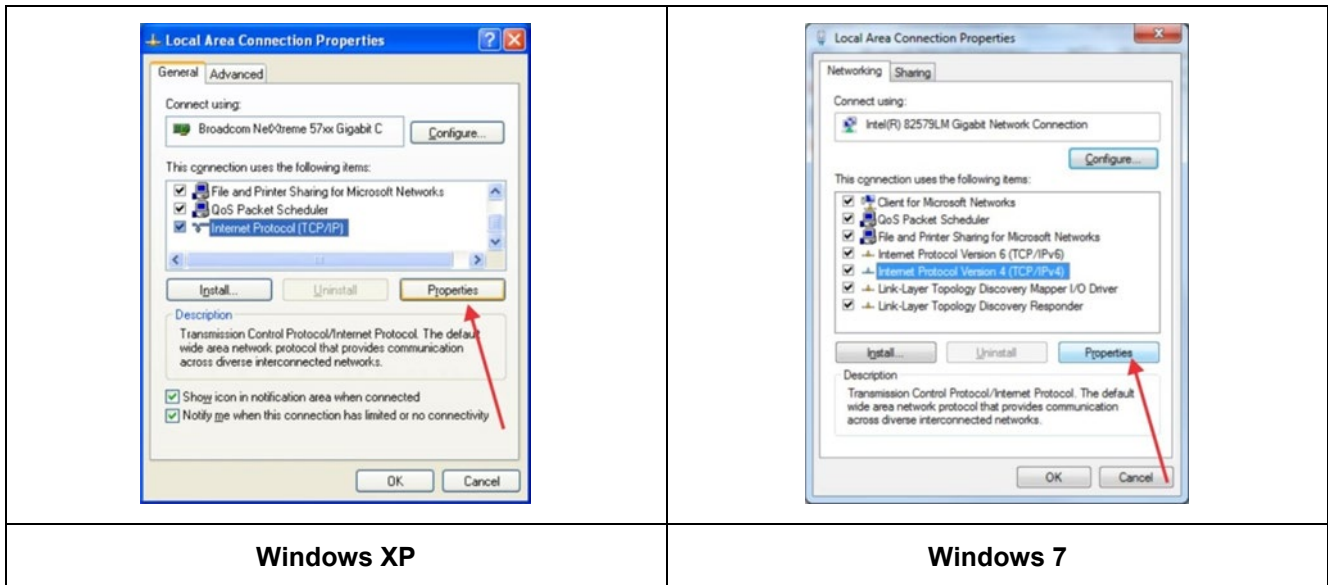 Local Area Connection Properties
General Advanced
Connect using:
Broadcom NetXtreme 57xx Gigabit C
Configure...
This connection uses the following items:
File and Printer Sharing for Microsoft Networks
QoS Packet Scheduler
Internet Protocol (TCP/IP)
Install... Uninstall Properties
Description
Transmission Control Protocol/Internet Protocol. The default
wide area network protocol that provides communication
across diverse interconnected networks.
Show icon in notification area when connected
Notify me when this connection has limited or no connectivity
OK Cancel
Windows XP
Local Area Connection Properties
Networking Sharing
Connect using:
Intel(R) 82579LM Gigabit Network Connection
Configure...
This connection uses the following items:
Client for Microsoft Networks
QoS Packet Scheduler
File and Printer Sharing for Microsoft Networks
Internet Protocol Version 6 (TCP/IPv6)
Internet Protocol Version 4 (TCP/IPv4)
Link-Layer Topology Discovery Mapper I/O Driver
Link-Layer Topology Discovery Responder
Install... Uninstall Properties
Description
Transmission Control Protocol/Internet Protocol. The default
wide area network protocol that provides communication
across diverse interconnected networks.
OK Cancel
Windows 7